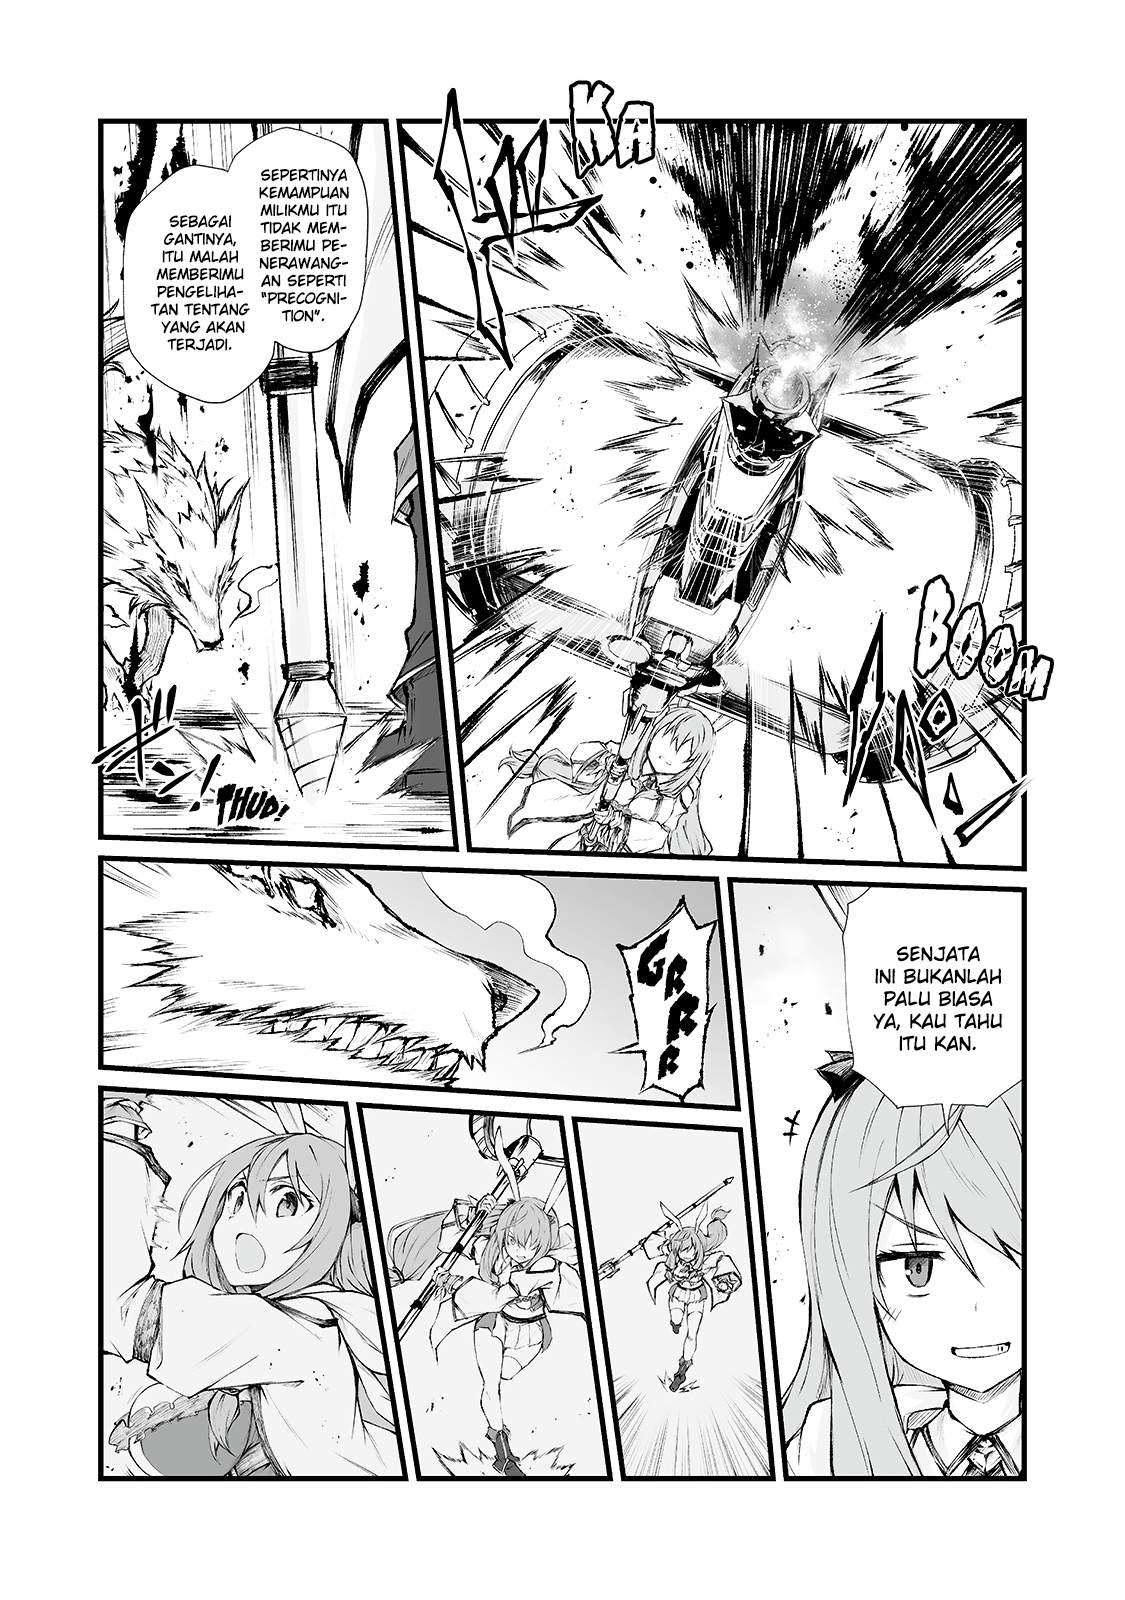 KA
BOOM
SEPERTINYA
KEMAMPUAN
MILIKMU ITU
TIDAK MEM-
BERIMU PE-
NERAWANG-
AN SEPERTI
"PRECOGNI-
TION".
SEBAGAI
GANTINYA,
ITU MALAH
MEMBERIMU
PENGELIHA-
TAN TENTANG
YANG AKAN
TERJADI.
THUD!
SENJATA
INI BUKANLAH
PALU BIASA
YA, KAU TAHU
ITU KAN.
GRRR